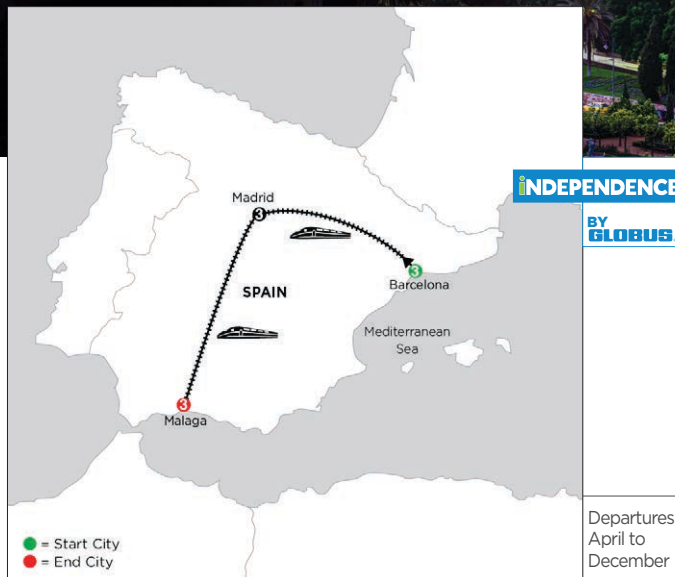 Madrid
3
3
Barcelona
SPAIN
Mediterranean
Sea
3
Malaga
= Start City
= End City
iNDEPENDENCE
BY
GLOBUS.
Departures
April to
December